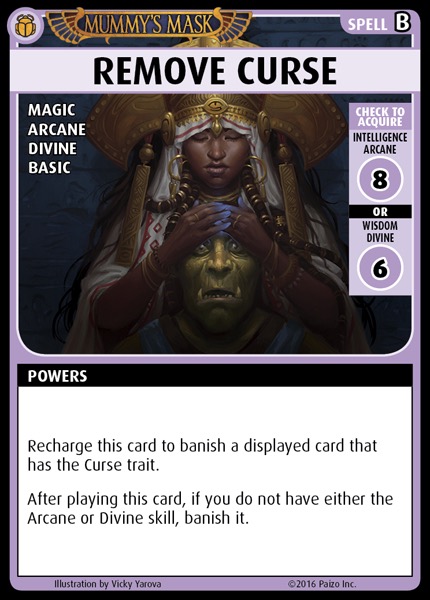 MUMMY'S MASK
SPELL B
REMOVE CURSE
MAGIC
ARCANE
DIVINE
BASIC
CHECK TO
ACQUIRE
INTELLIGENCE
ARCANE
8
OR
WISDOM
DIVINE
6
POWERS
Recharge this card to banish a displayed card that
has the Curse trait.
After playing this card, if you do not have either the
Arcane or Divine skill, banish it.
Illustration by Vicky Yarova
©2016 Paizo Inc.